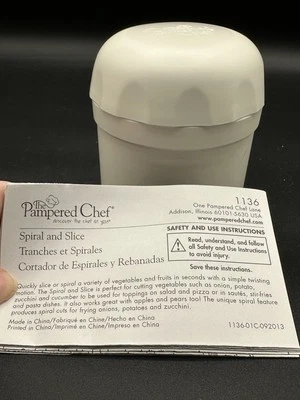 The
Pampered Chef®
discover the chef in you®
1136
One Pampered Chef Lane
Addison, Illinois 60101-5630 USA
www.pamperedchef.com
Spiral and Slice
Tranches et Spirales
Cortador de Espirales y Rebanadas
SAFETY AND USE INSTRUCTIONS
Read, understand, and follow
all Safety and Use Instructions
to avoid injury.
Save these instructions.
Quickly slice or spiral a variety of vegetables and fruits in seconds with a simple twisting
motion. The Spiral and Slice is perfect for cutting vegetables such as onion, potato,
zucchini and cucumber to be used for toppings on salad and pizza or in sautés, stir-fries
and pasta dishes. It also works great with apples and pears too! The unique spiral feature
produces spiral cuts for frying onions, potatoes and zucchini.
Made in China/Fabriqué en Chine/Hecho en China
Printed in China/Imprimé en Chine/Impreso en China
1136-01C-092013